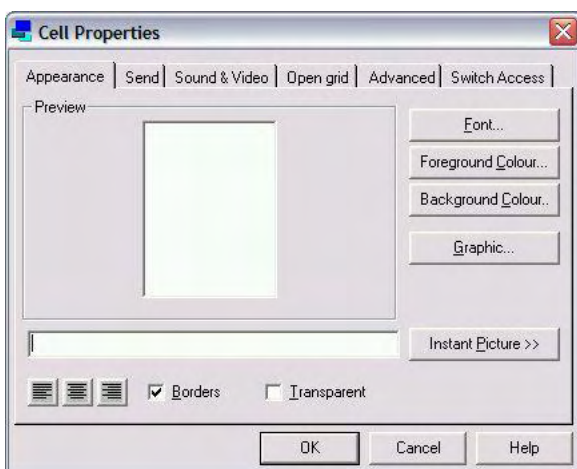 Cell Properties
Appearance Send Sound & Video Open grid Advanced Switch Access
Preview
Font...
Foreground Colour...
Background Colour..
Graphic...
Instant Picture >>
Borders Transparent
OK Cancel Help